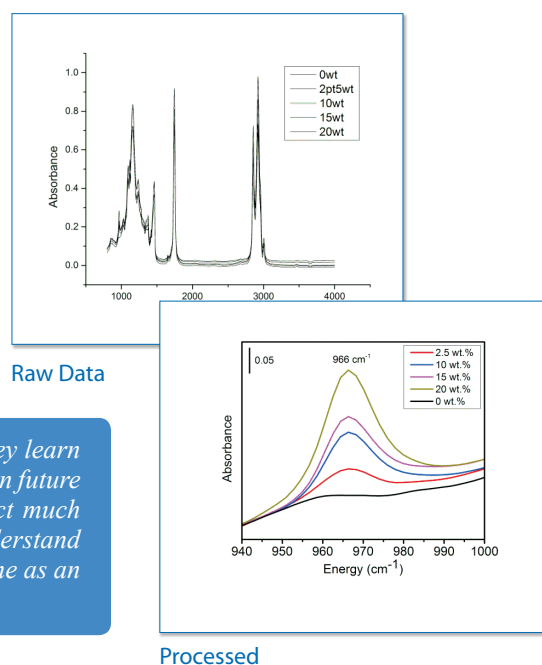 1.0
0.8
0.6
0.4
0.2
0.0
Absorbance
1000 2000 3000 4000
0wt
2pt5wt
10wt
15wt
20wt
Raw Data
ey learn
n future
ct much
derstand
ne as an
0.05
966 cm-1
2.5 wt.%
10 wt.%
15 wt.%
20 wt.%
0 wt.%
Absorbance
940 950 960 970 980 990 1000
Energy (cm-1)
Processed